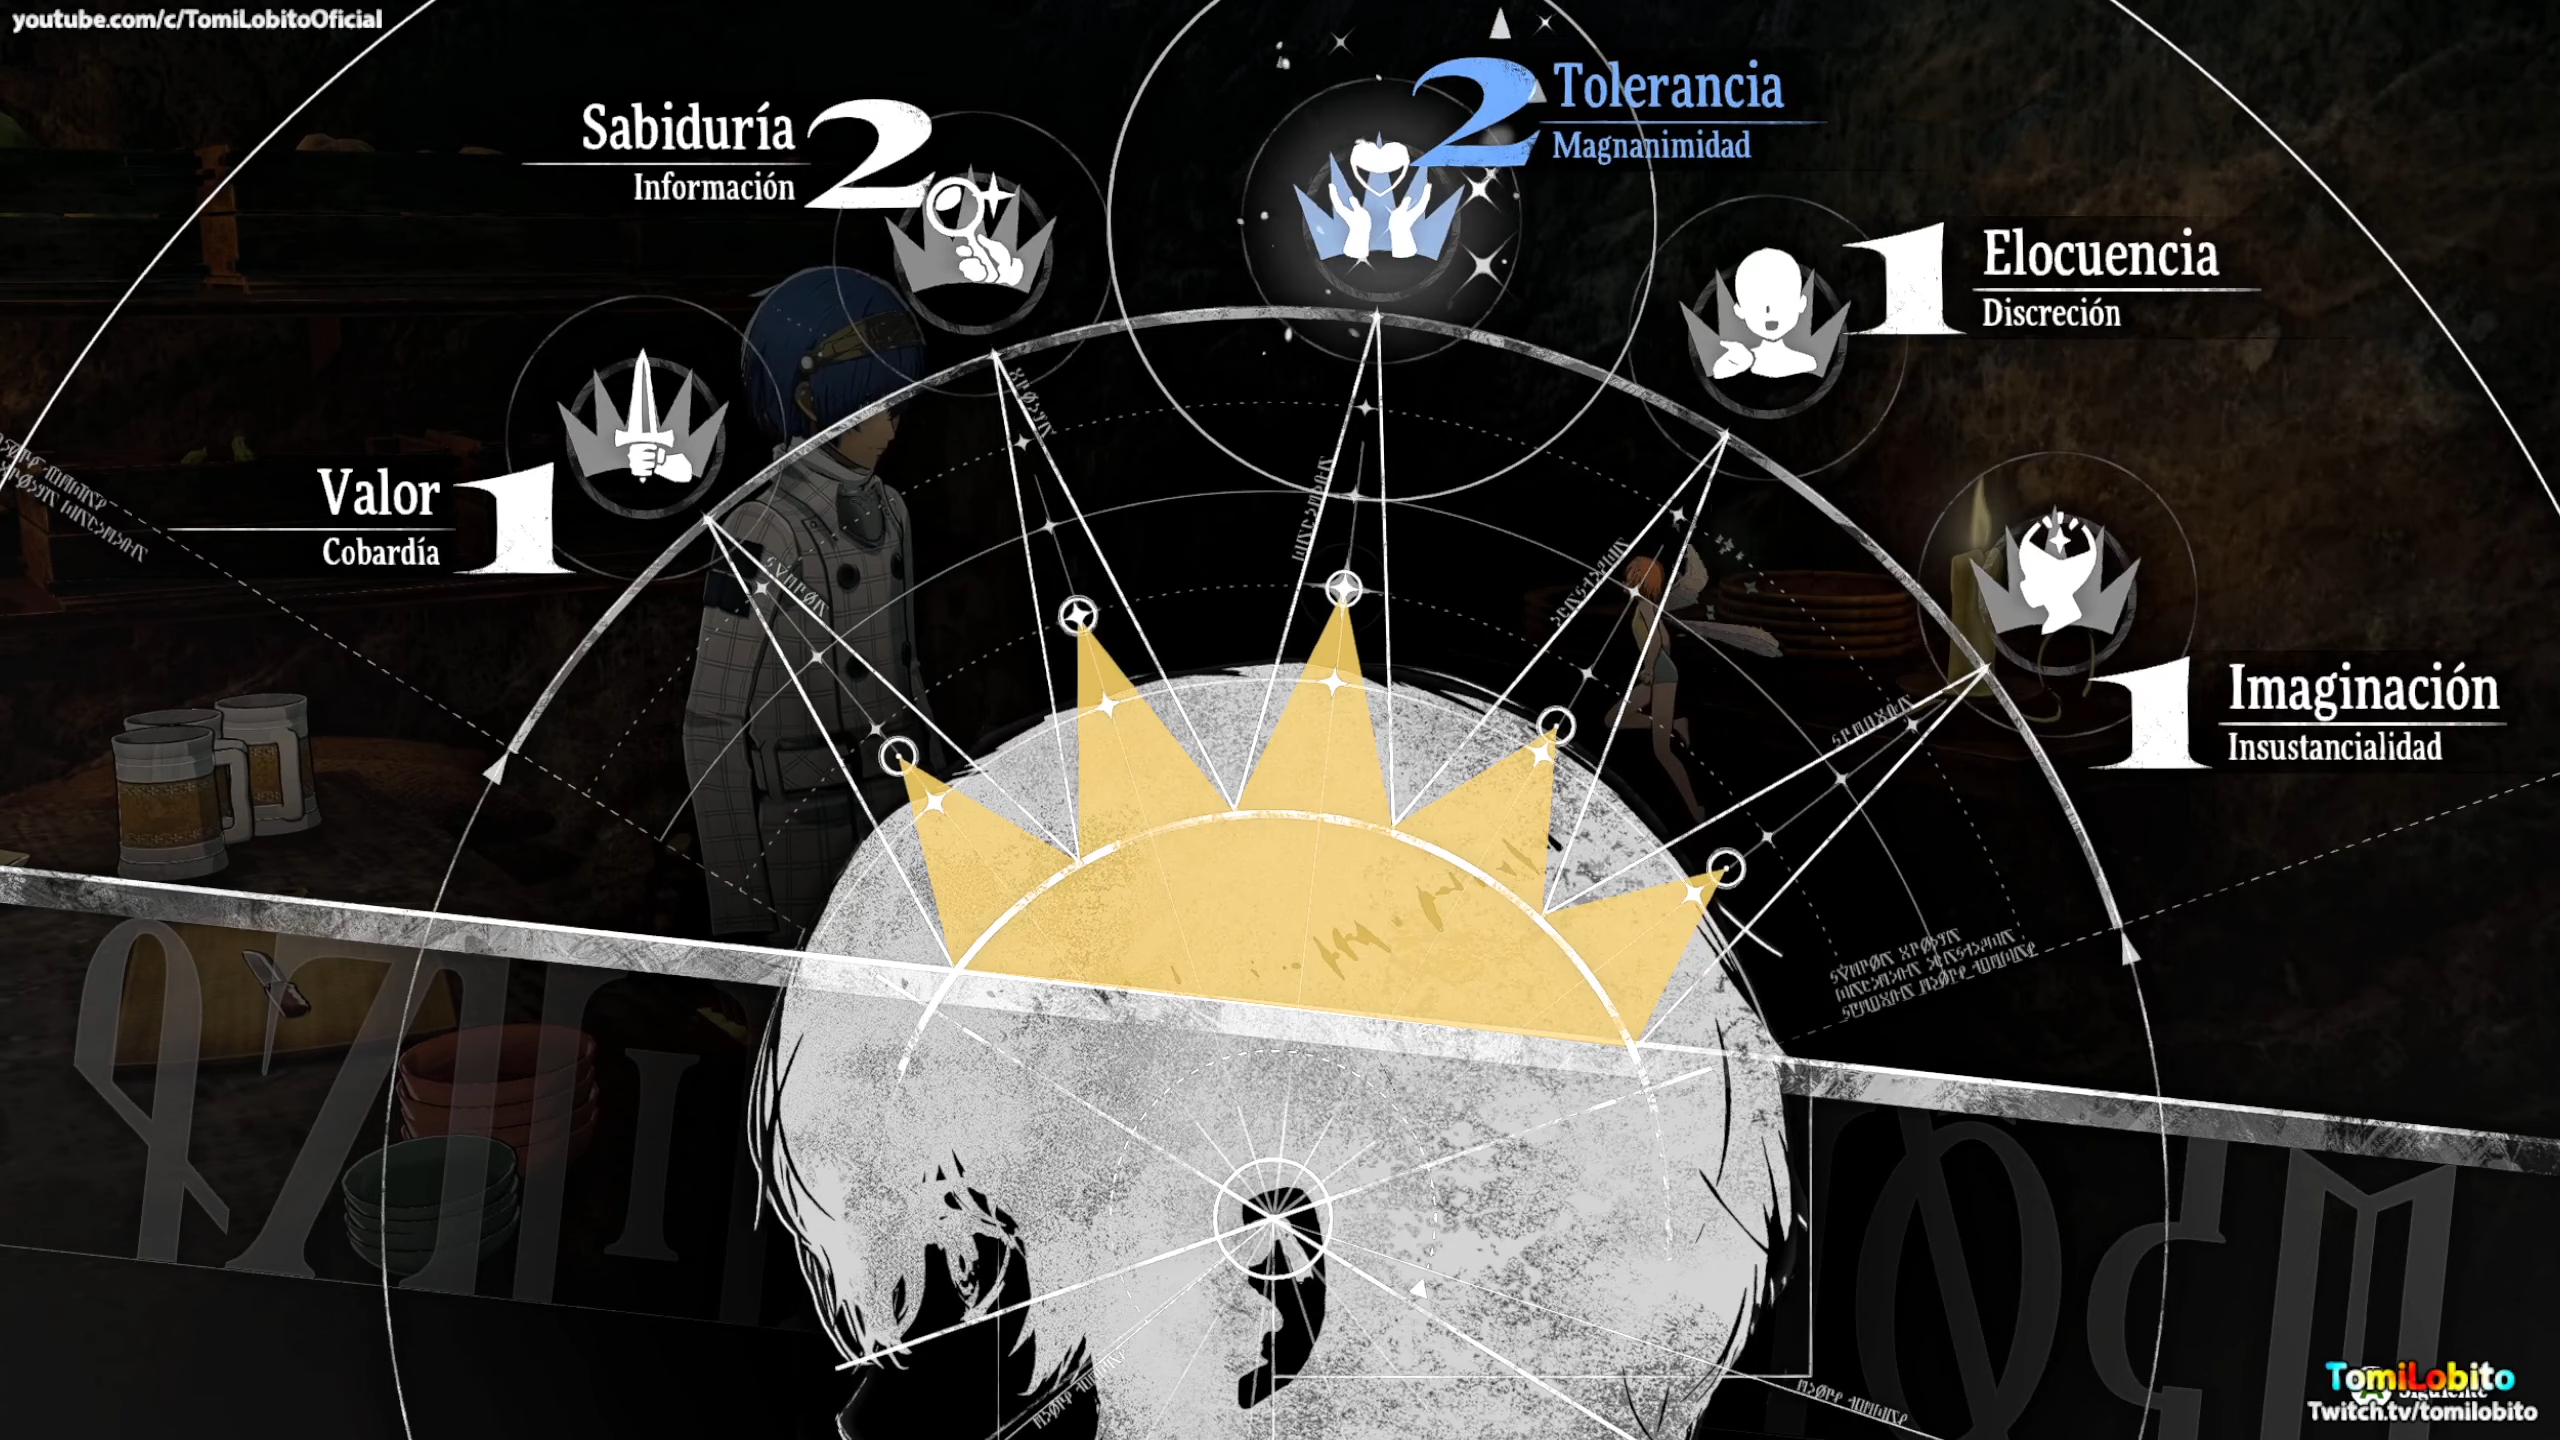 youtube.com/c/TomiLobitoOficial
2 Tolerancia
Magnanimidad
Sabiduría 2
Información
1 Elocuencia
Discreción
Valor 1
Cobardía
1 Imaginación
Insustancialidad
TomiLobito
Siguiente
Twitch.tv/tomilobito